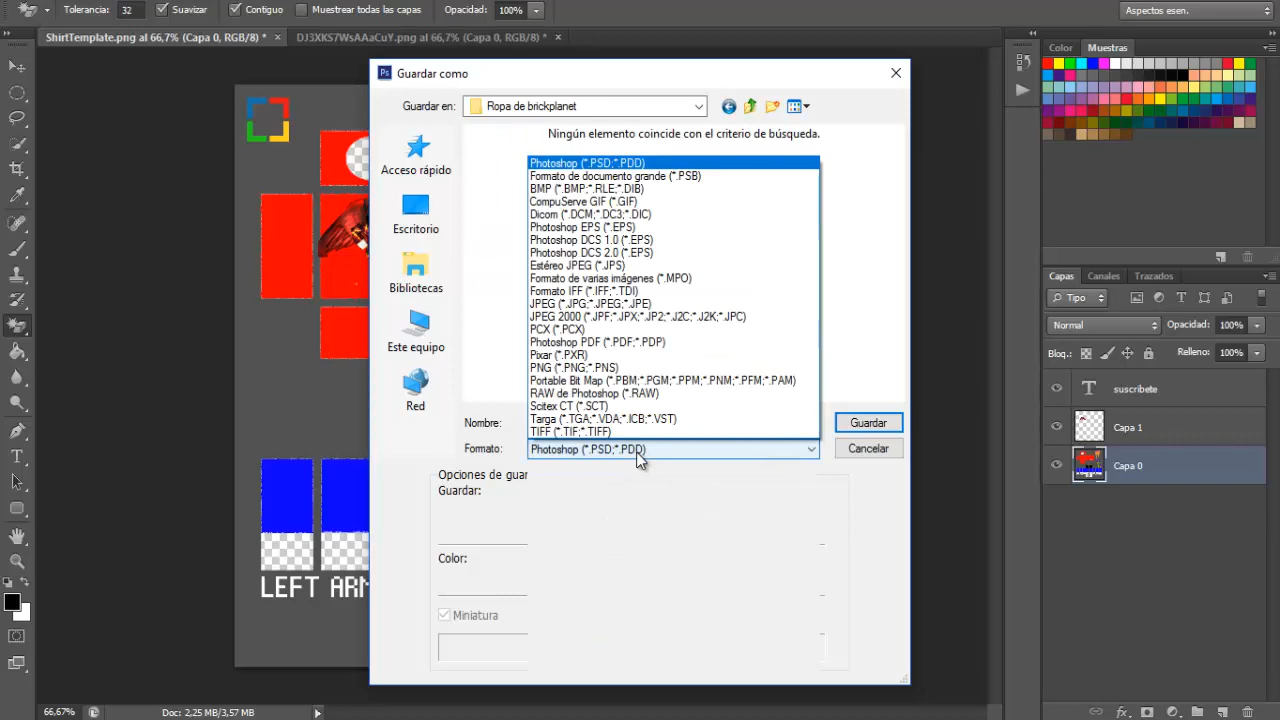 Tolerancia: 32 Suavizar Contiguo Muestrear todas las capas Opacidad: 100% Aspectos esen.
ShirtTemplate.png al 66,7% (Capa 0, RGB/8) * × DJ3XKS7WsAAaCuY.png al 66,7% (Capa 0, RGB/8) * ×
Color Muestras
Ps Guardar como
Guardar en: Ropa de brickplanet
Ningún elemento coincide con el criterio de búsqueda.
Acceso rápido
Escritorio
Bibliotecas
Este equipo
Red
Photoshop (*.PSD;*.PDD)
Formato de documento grande (*.PSB)
BMP (*.BMP;*.RLE;*.DIB)
CompuServe GIF (*.GIF)
Dicom (*.DCM;*.DC3;*.DIC)
Photoshop EPS (*.EPS)
Photoshop DCS 1.0 (*.EPS)
Photoshop DCS 2.0 (*.EPS)
Estéreo JPEG (*.JPS)
Formato de varias imágenes (*.MPO)
Formato IFF (*.IFF;*.TDI)
JPEG (*.JPG;*.JPEG;*.JPE)
JPEG 2000 (*.JPF;*.JPX;*.JP2;*.J2C;*.J2K;*.JPC)
PCX (*.PCX)
Photoshop PDF (*.PDF;*.PDP)
Pixar (*.PXR)
PNG (*.PNG;*.PNS)
Portable Bit Map (*.PBM;*.PGM;*.PPM;*.PNM;*.PFM;*.PAM)
RAW de Photoshop (*.RAW)
Scitex CT (*.SCT)
Targa (*.TGA;*.VDA;*.ICB;*.VST)
TIFF (*.TIF;*.TIFF)
Nombre: Guardar
Formato: Photoshop (*.PSD;*.PDD) Cancelar
Opciones de guar
Guardar:
Color:
Miniatura
LEFT ARM
Capas Canales Trazados
Tipo
Normal Opacidad: 100%
Bloq.: Relleno: 100%
T suscribete
Capa 1
Capa 0
66,67% Doc: 2,25 MB/3,57 MB